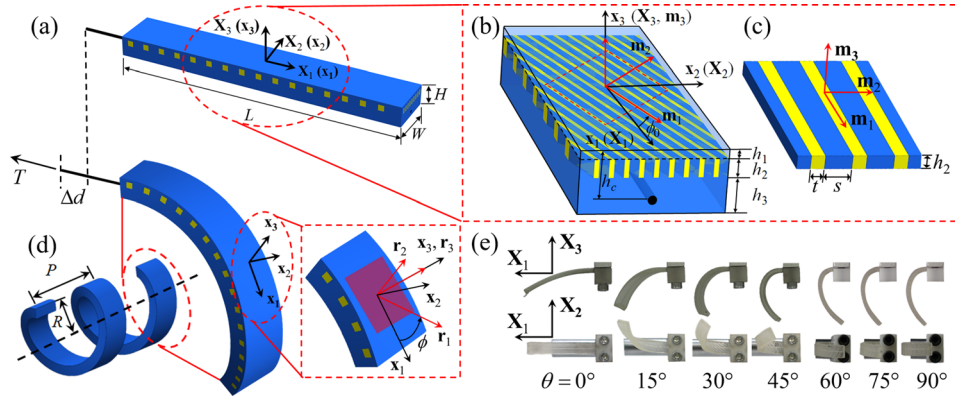 (a)
X₃ (x₃)
X₂ (x₂)
X₁ (x₁)
L
H
W
T
Δd
(b)
x₃ (X₃, m₃)
m₂
x₂ (X₂)
m₁
ϕ₀
x₁ (X₁)
h₁
h₂
h₃
h_c
(c)
m₃
m₂
m₁
h₂
t
s
(d)
P
R
x₃
x₂
x₁
r₂
x₃, r₃
x₂
r₁
ϕ
x₁
(e)
X₃
X₁
X₂
X₁
θ = 0° 15° 30° 45° 60° 75° 90°